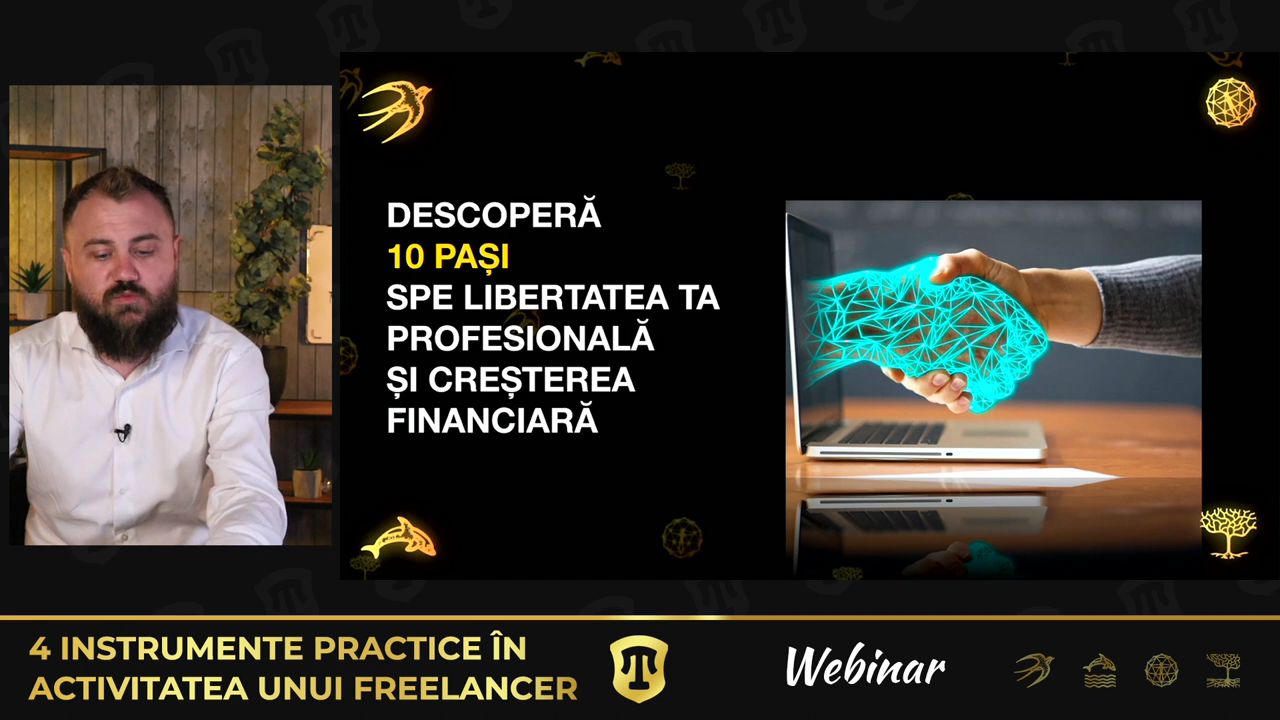 DESCOPERĂ
10 PAȘI
SPE LIBERTATEA TA
PROFESIONALĂ
ȘI CREȘTEREA
FINANCIARĂ
4 INSTRUMENTE PRACTICE ÎN
ACTIVITATEA UNUI FREELANCER
Webinar